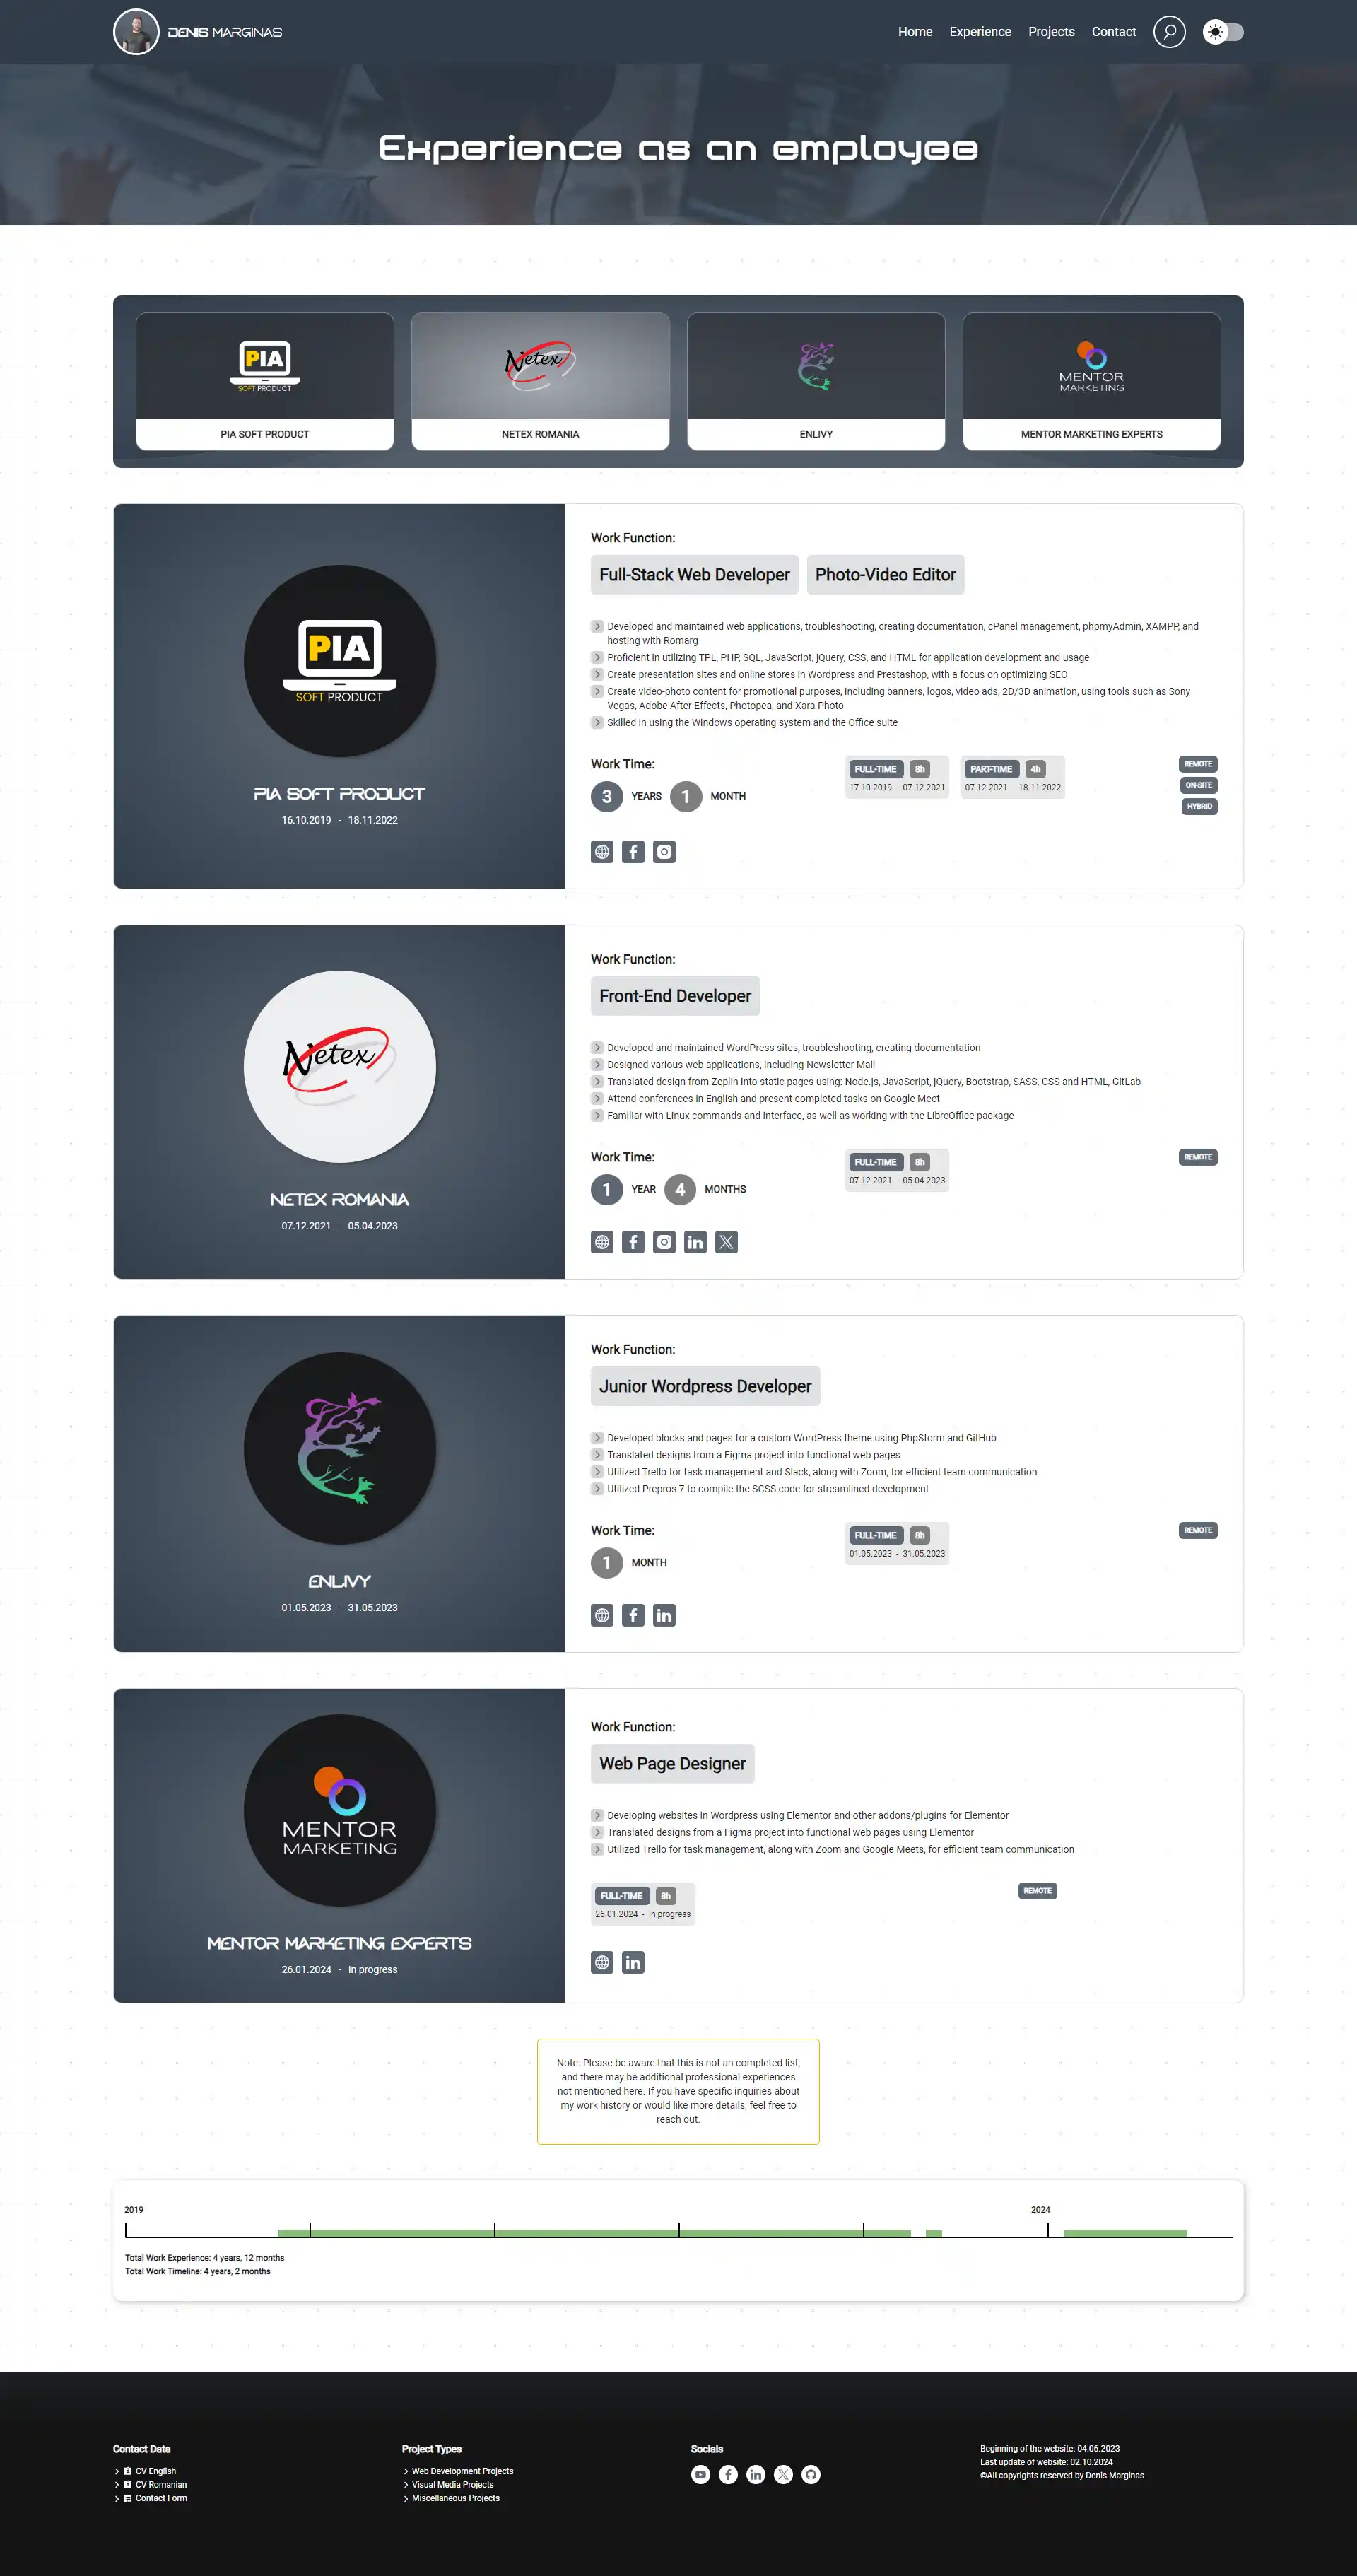 DENIS MARGINAS
Home Experience Projects Contact
Experience as an employee
PIA
SOFT PRODUCT
Netex
MENTOR
MARKETING
PIA SOFT PRODUCT
NETEX ROMANIA
ENLIVY
MENTOR MARKETING EXPERTS
PIA
SOFT PRODUCT
PIA SOFT PRODUCT
16.10.2019 - 18.11.2022
Work Function:
Full-Stack Web Developer Photo-Video Editor
Developed and maintained web applications, troubleshooting, creating documentation, cPanel management, phpmyAdmin, XAMPP, and
hosting with Romarg
Proficient in utilizing TPL, PHP, SQL, JavaScript, jQuery, CSS, and HTML for application development and usage
Create presentation sites and online stores in Wordpress and Prestashop, with a focus on optimizing SEO
Create video-photo content for promotional purposes, including banners, logos, video ads, 2D/3D animation, using tools such as Sony
Vegas, Adobe After Effects, Photopea, and Xara Photo
Skilled in using the Windows operating system and the Office suite
Work Time:
3 YEARS 1 MONTH
FULL-TIME 8h
17.10.2019 - 07.12.2021
PART-TIME 4h
07.12.2021 - 18.11.2022
REMOTE
ON-SITE
HYBRID
Netex
NETEX ROMANIA
07.12.2021 - 05.04.2023
Work Function:
Front-End Developer
Developed and maintained WordPress sites, troubleshooting, creating documentation
Designed various web applications, including Newsletter Mail
Translated design from Zeplin into static pages using: Node.js, JavaScript, jQuery, Bootstrap, SASS, CSS and HTML, GitLab
Attend conferences in English and present completed tasks on Google Meet
Familiar with Linux commands and interface, as well as working with the LibreOffice package
Work Time:
1 YEAR 4 MONTHS
FULL-TIME 8h
07.12.2021 - 05.04.2023
REMOTE
ENLIVY
01.05.2023 - 31.05.2023
Work Function:
Junior Wordpress Developer
Developed blocks and pages for a custom WordPress theme using PhpStorm and GitHub
Translated designs from a Figma project into functional web pages
Utilized Trello for task management and Slack, along with Zoom, for efficient team communication
Utilized Prepros 7 to compile the SCSS code for streamlined development
Work Time:
1 MONTH
FULL-TIME 8h
01.05.2023 - 31.05.2023
REMOTE
MENTOR
MARKETING
MENTOR MARKETING EXPERTS
26.01.2024 - In progress
Work Function:
Web Page Designer
Developing websites in Wordpress using Elementor and other addons/plugins for Elementor
Translated designs from a Figma project into functional web pages using Elementor
Utilized Trello for task management, along with Zoom and Google Meets, for efficient team communication
FULL-TIME 8h
26.01.2024 - In progress
REMOTE
Note: Please be aware that this is not an completed list,
and there may be additional professional experiences
not mentioned here. If you have specific inquiries about
my work history or would like more details, feel free to
reach out.
2019 2024
Total Work Experience: 4 years, 12 months
Total Work Timeline: 4 years, 2 months
Contact Data
CV English
CV Romanian
Contact Form
Project Types
Web Development Projects
Visual Media Projects
Miscellaneous Projects
Socials
Beginning of the website: 04.06.2023
Last update of website: 02.10.2024
©All copyrights reserved by Denis Marginas